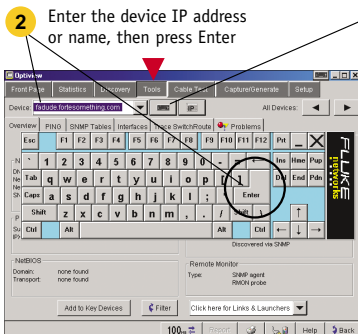 2 Enter the device IP address
or name, then press Enter
Optiview
Front Page Statistics Discovery Tools Cable Test Capture/Generate Setup
Device: fadude.fortesomething.com IP All Devices:
Overview PING SNMP Tables Interfaces Trace SwitchRoute Problems
Esc F1 F2 F3 F4 F5 F6 F7 F8 F9 F10 F11 F12 Prt
` 1 2 3 4 5 6 7 8 9 0 - = Ins Hme Pup
Tab q w e r t y u i o p [ ] Del End Pdn
Caps a s d f g h j k l ; Enter
Shift z x c v b n m , . / Shift \ ↑
Ctrl Alt Alt Ctrl ← ↓ →
FLUKE networks
Discovered via SNMP
NetBIOS
Domain: none found
Transport: none found
Remote Monitor
Type: SNMP agent
RMON probe
Add to Key Devices Filter Click here for Links & Launchers
100 Report Help Back